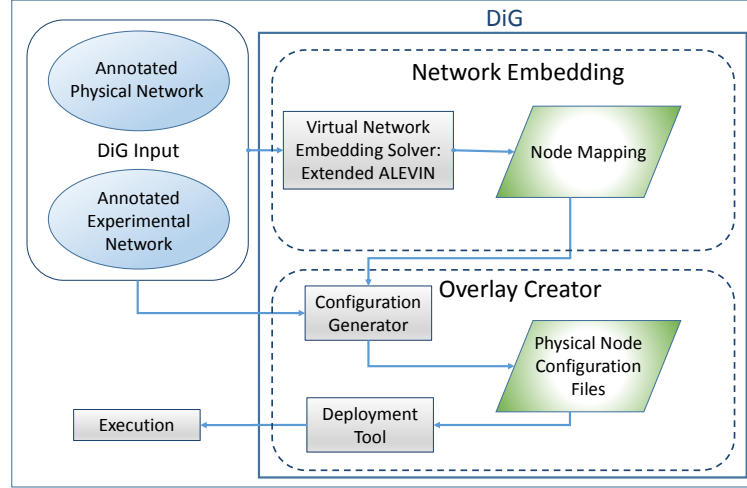 DiG
Annotated
Physical Network
DiG Input
Annotated
Experimental
Network
Network Embedding
Virtual Network
Embedding Solver:
Extended ALEVIN
Node Mapping
Overlay Creator
Configuration
Generator
Physical Node
Configuration
Files
Deployment
Tool
Execution